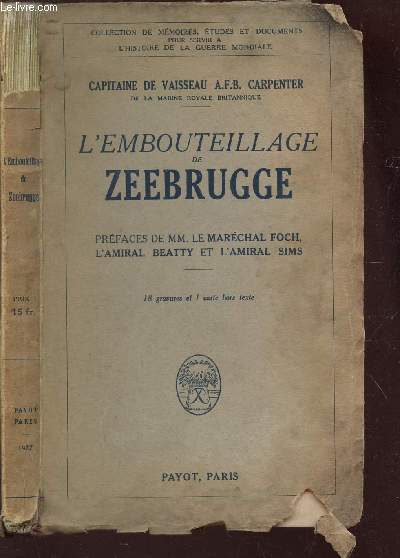 COLLECTION DE MÉMOIRES, ÉTUDES ET DOCUMENTS
POUR SERVIR A
L'HISTOIRE DE LA GUERRE MONDIALE
CAPITAINE DE VAISSEAU A.F.B. CARPENTER
DE LA MARINE ROYALE BRITANNIQUE
L'EMBOUTEILLAGE
DE
ZEEBRUGGE
PRÉFACES DE MM. LE MARÉCHAL FOCH,
L'AMIRAL BEATTY ET L'AMIRAL SIMS
18 gravures et 1 carte hors texte
PAYOT, PARIS
L'Embouteillage
de
Zeebrugge
PRIX
15 fr.
PAYOT
PARIS
1927